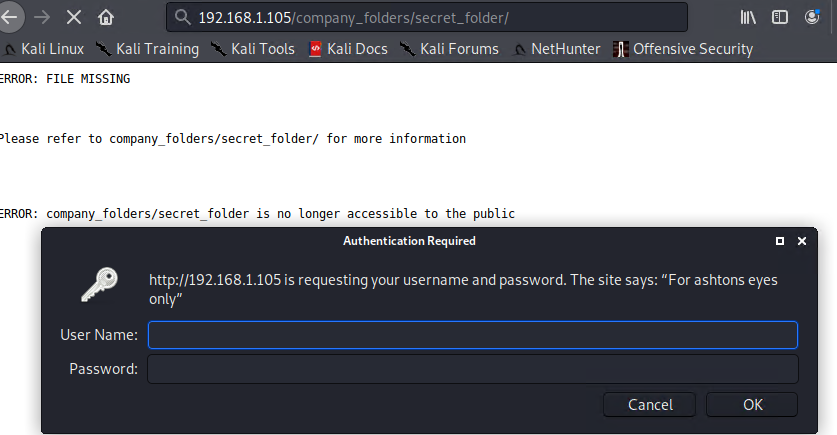 192.168.1.105/company_folders/secret_folder/
Kali Linux Kali Training Kali Tools Kali Docs Kali Forums NetHunter Offensive Security
ERROR: FILE MISSING
Please refer to company_folders/secret_folder/ for more information
ERROR: company_folders/secret_folder is no longer accessible to the public
Authentication Required
http://192.168.1.105 is requesting your username and password. The site says: “For ashtons eyes
only”
User Name:
Password:
Cancel OK